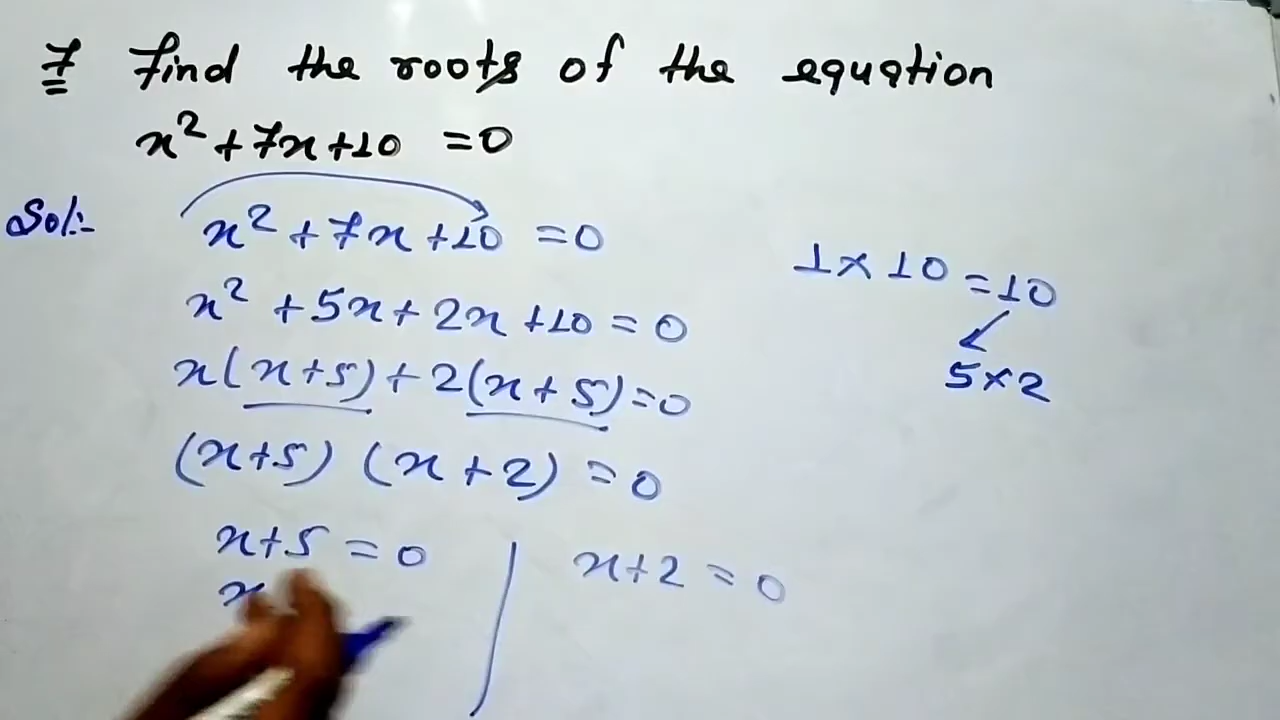 7 Find the roots of the equation
x² + 7x + 10 = 0
Sol:- x² + 7x + 10 = 0
x² + 5x + 2x + 10 = 0
x(x+5) + 2(x+5) = 0
(x+5) (x+2) = 0
x+5 = 0
x
x+2 = 0
1 × 10 = 10
5 × 2